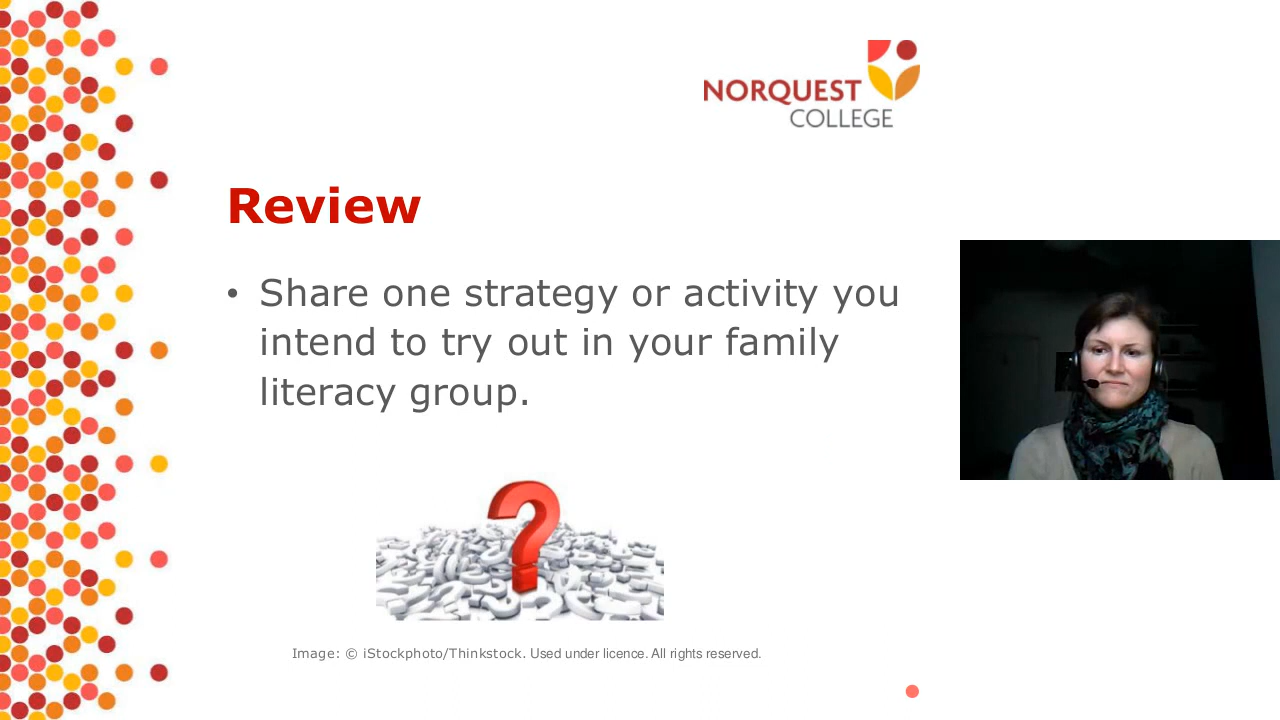 NORQUEST
COLLEGE
Review
• Share one strategy or activity you
intend to try out in your family
literacy group.
Image: © iStockphoto/Thinkstock. Used under licence. All rights reserved.